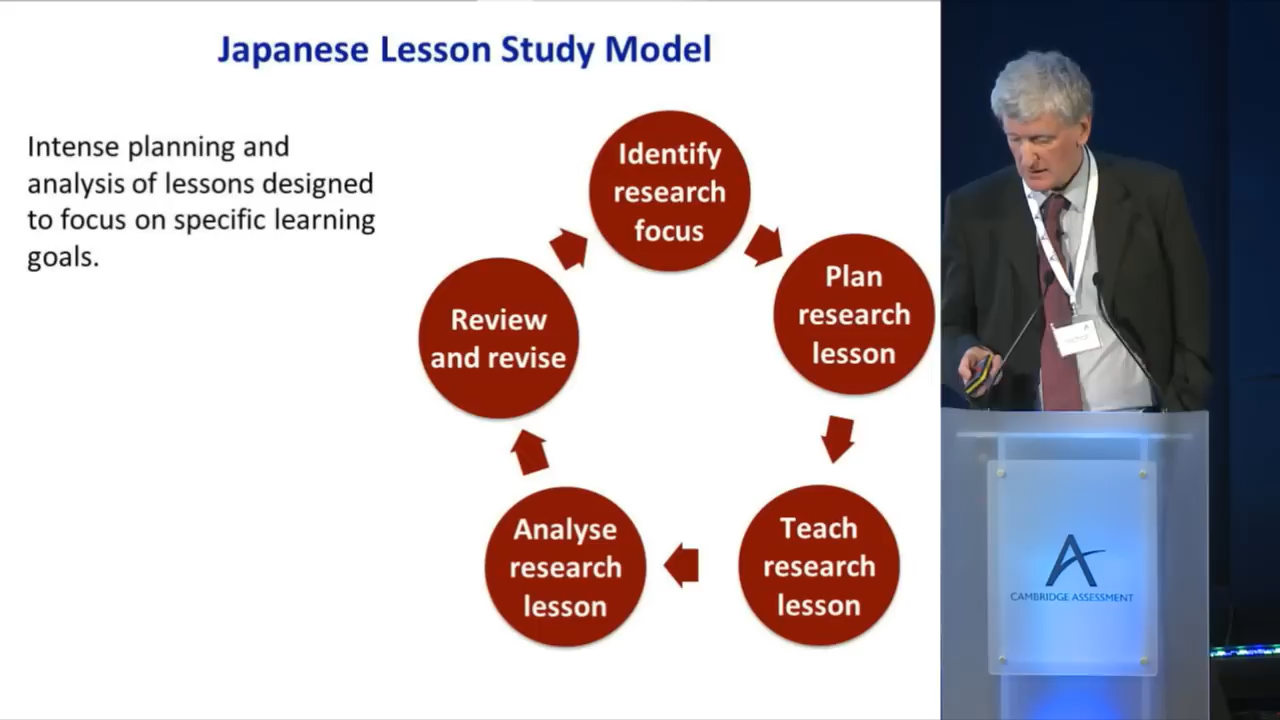 Japanese Lesson Study Model
Intense planning and
analysis of lessons designed
to focus on specific learning
goals.
Identify
research
focus
Plan
research
lesson
Teach
research
lesson
Analyse
research
lesson
Review
and revise
CAMBRIDGE ASSESSMENT